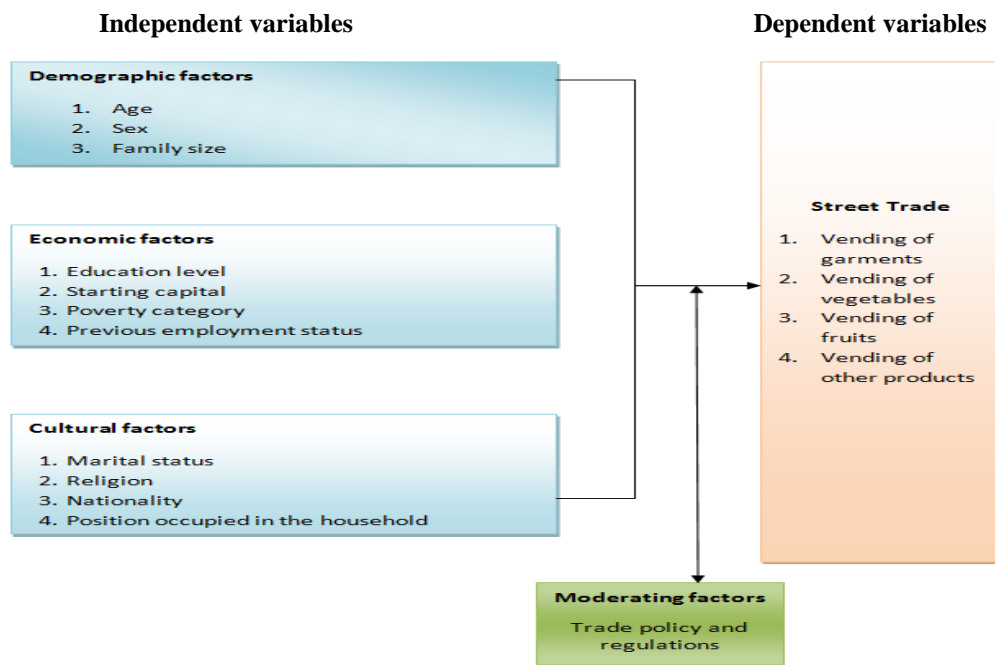 Independent variables
Dependent variables
Demographic factors
1. Age
2. Sex
3. Family size
Economic factors
1. Education level
2. Starting capital
3. Poverty category
4. Previous employment status
Cultural factors
1. Marital status
2. Religion
3. Nationality
4. Position occupied in the household
Street Trade
1. Vending of
garments
2. Vending of
vegetables
3. Vending of
fruits
4. Vending of
other products
Moderating factors
Trade policy and
regulations